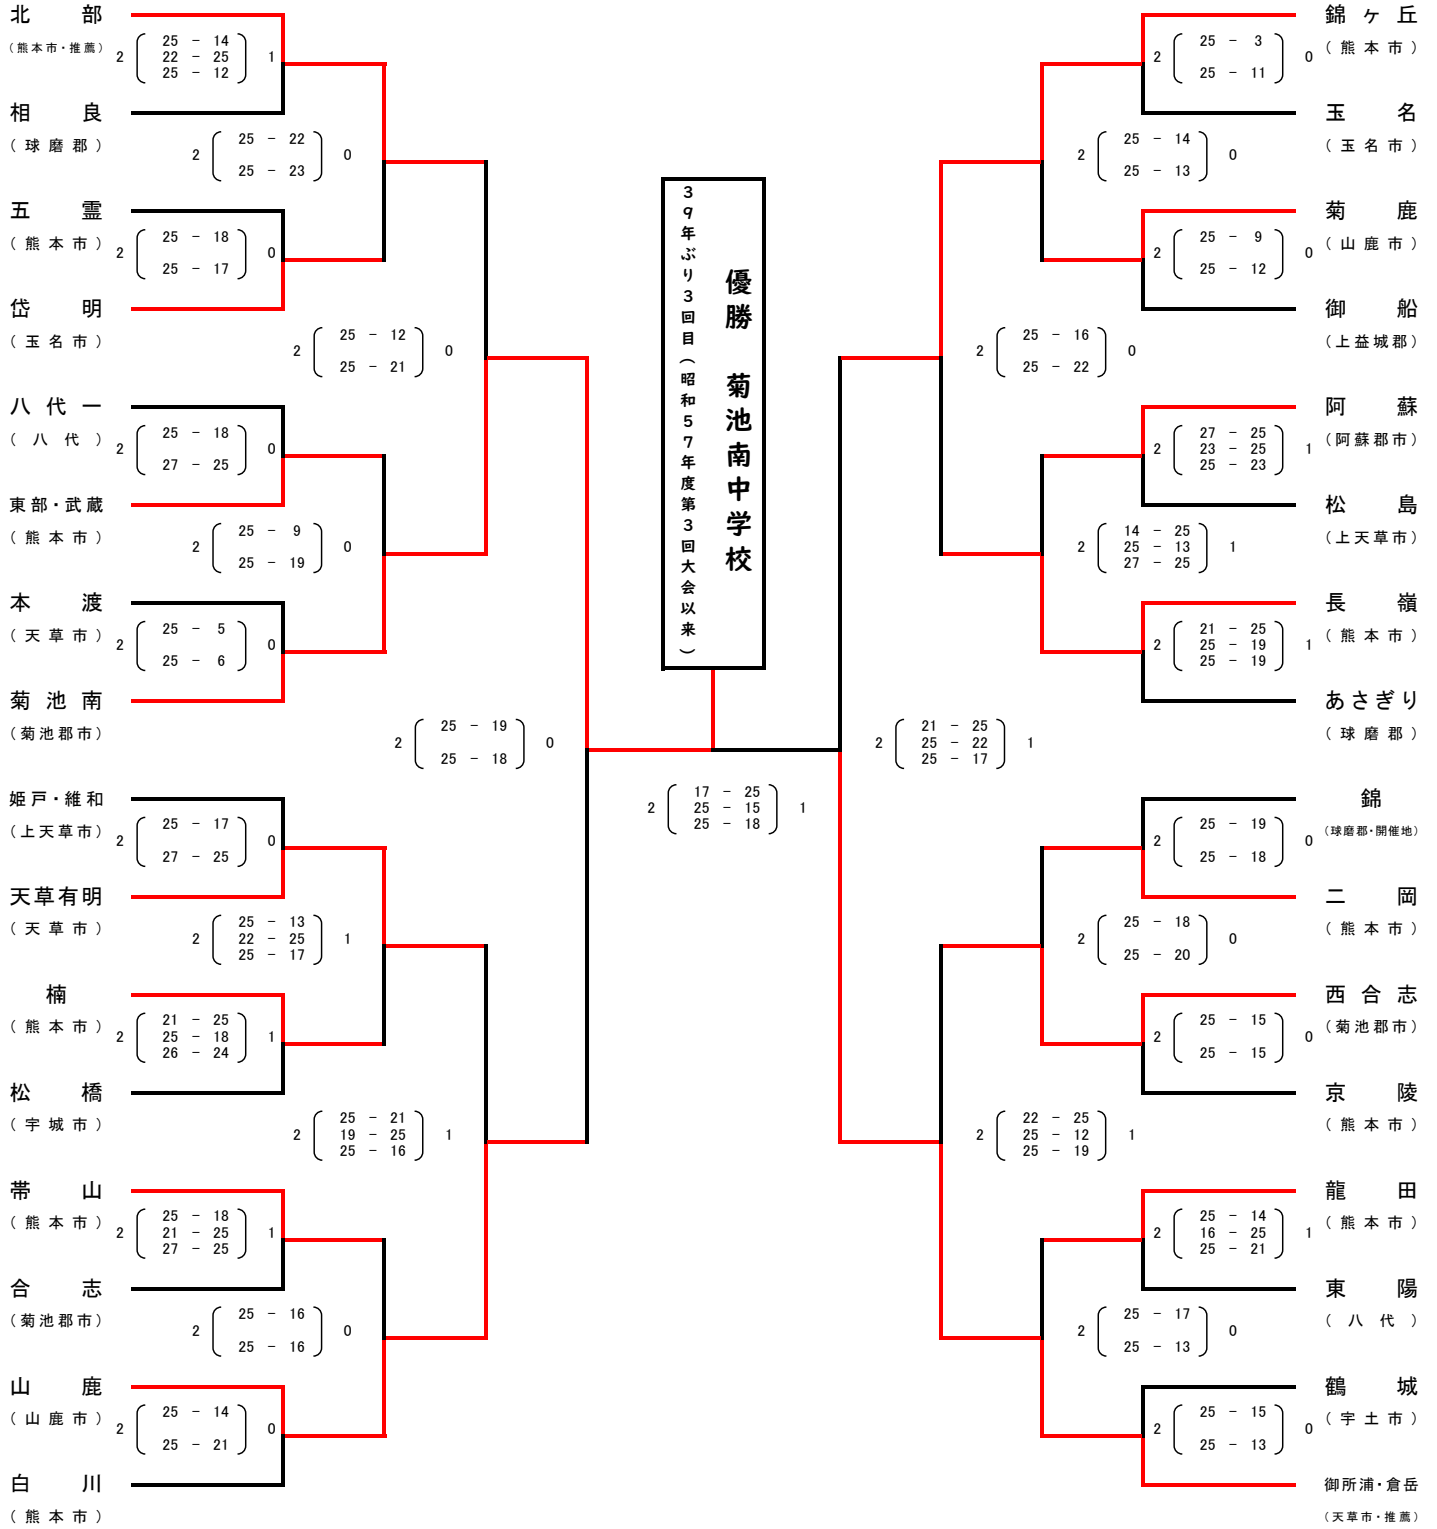 北部
（熊本市・推薦）
2 25 － 14 1
22 － 25
25 － 12
相良
（球磨郡）
2 25 － 22 0
25 － 23
五霊
（熊本市）
2 25 － 18 0
25 － 17
岱明
（玉名市）
2 25 － 12 0
25 － 21
八代一
（八代）
2 25 － 18 0
27 － 25
東部・武蔵
（熊本市）
2 25 － 9 0
25 － 19
本渡
（天草市）
2 25 － 5 0
25 － 6
菊池南
（菊池郡市）
2 25 － 19 0
25 － 18
姫戸・維和
（上天草市）
2 25 － 17 0
27 － 25
天草有明
（天草市）
2 25 － 13 1
22 － 25
25 － 17
楠
（熊本市）
2 21 － 25 1
25 － 18
26 － 24
松橋
（宇城市）
2 25 － 21 1
19 － 25
25 － 16
帯山
（熊本市）
2 25 － 18 1
21 － 25
27 － 25
合志
（菊池郡市）
2 25 － 16 0
25 － 16
山鹿
（山鹿市）
2 25 － 14 0
25 － 21
白川
（熊本市）
優勝　菊池南中学校
３９年ぶり３回目（昭和５７年度第３回大会以来）
2 17 － 25 1
25 － 15
25 － 18
錦ヶ丘
（熊本市）
2 25 － 3 0
25 － 11
玉名
（玉名市）
2 25 － 14 0
25 － 13
菊鹿
（山鹿市）
2 25 － 9 0
25 － 12
御船
（上益城郡）
2 25 － 16 0
25 － 22
阿蘇
（阿蘇郡市）
2 27 － 25 1
23 － 25
25 － 23
松島
（上天草市）
2 14 － 25 1
25 － 13
27 － 25
長嶺
（熊本市）
2 21 － 25 1
25 － 19
25 － 19
あさぎり
（球磨郡）
2 21 － 25 1
25 － 22
25 － 17
錦
（球磨郡・開催地）
2 25 － 19 0
25 － 18
二岡
（熊本市）
2 25 － 18 0
25 － 20
西合志
（菊池郡市）
2 25 － 15 0
25 － 15
京陵
（熊本市）
2 22 － 25 1
25 － 12
25 － 19
龍田
（熊本市）
2 25 － 14 1
16 － 25
25 － 21
東陽
（八代）
2 25 － 17 0
25 － 13
鶴城
（宇土市）
2 25 － 15 0
25 － 13
御所浦・倉岳
（天草市・推薦）